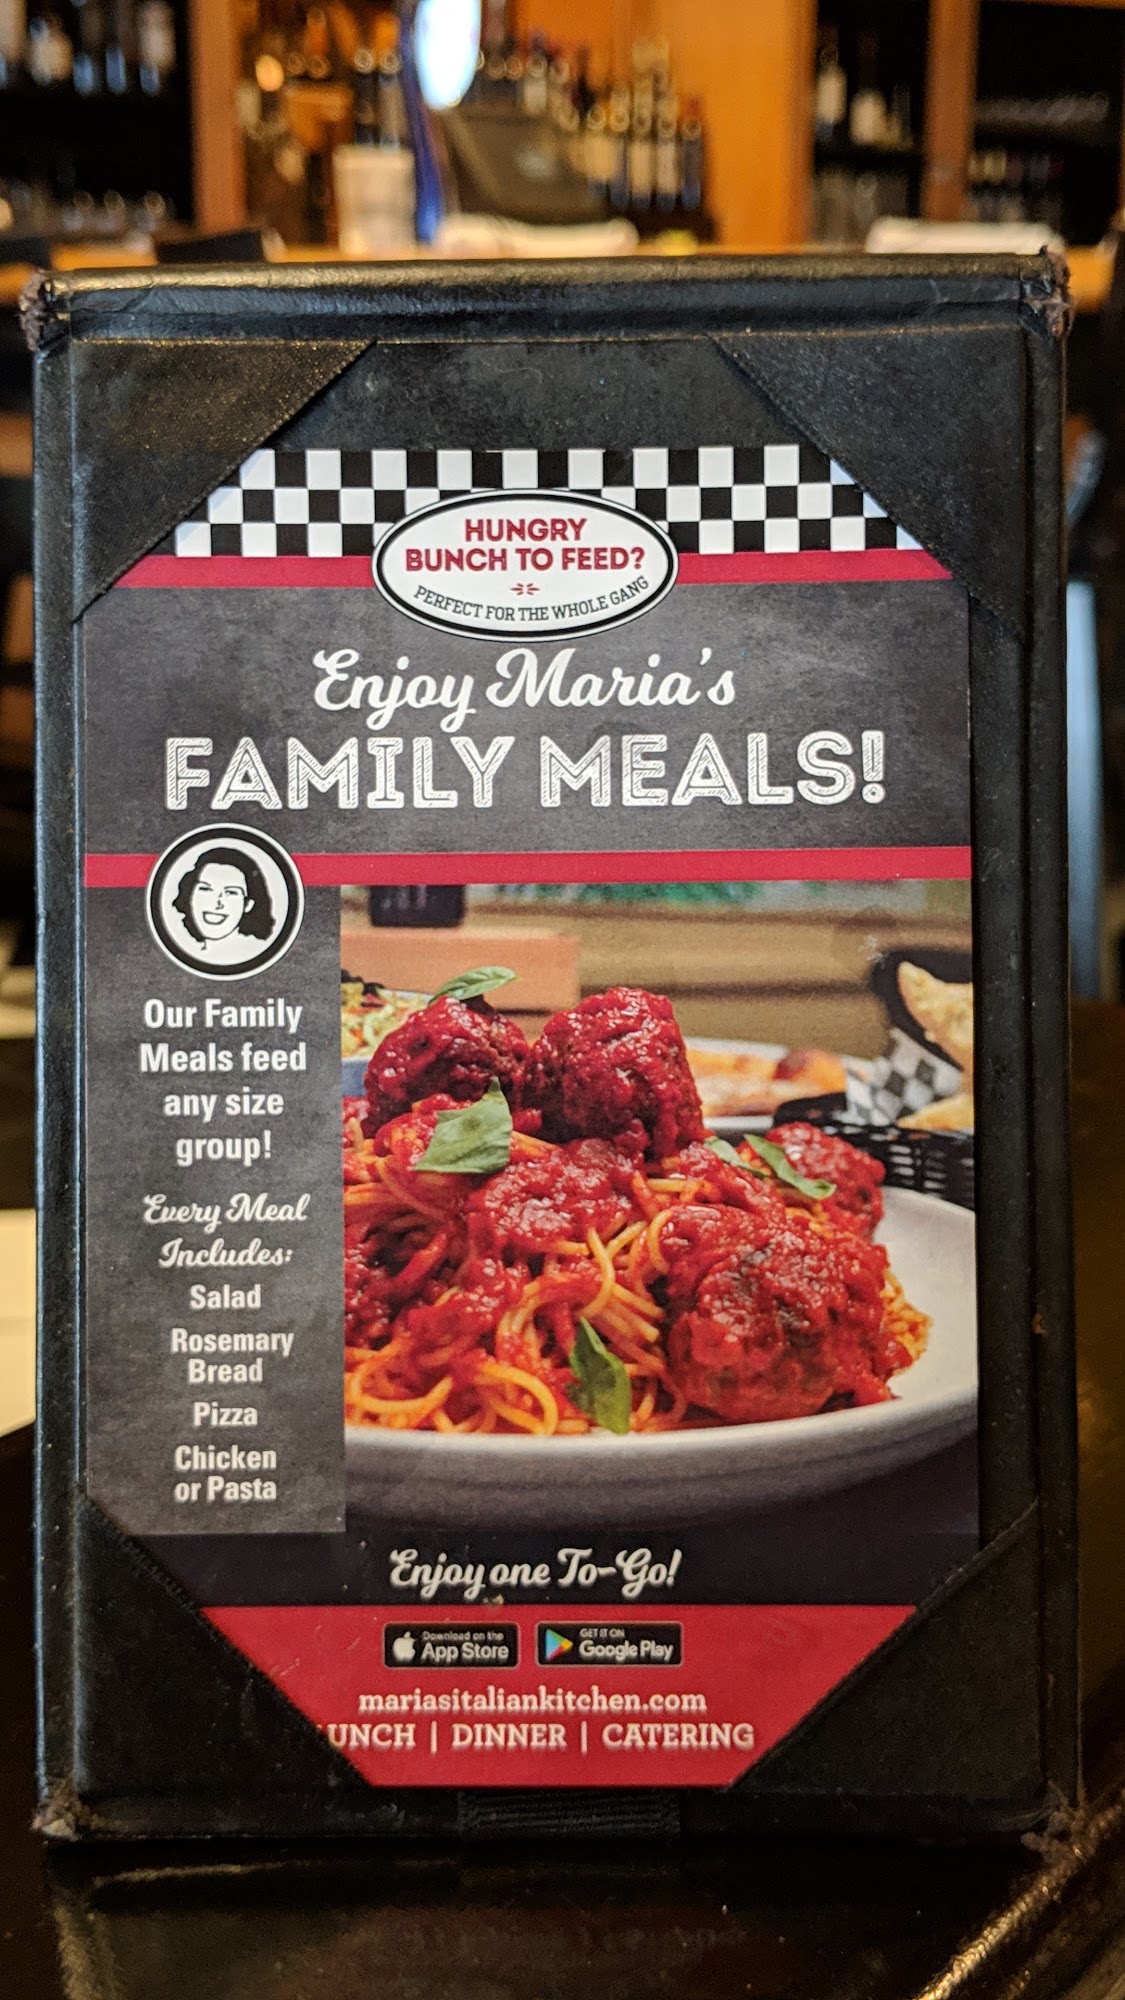 HUNGRY
BUNCH TO FEED?
PERFECT FOR THE WHOLE GANG
Enjoy Maria's
FAMILY MEALS!
Our Family
Meals feed
any size
group!
Every Meal
Includes:
Salad
Rosemary
Bread
Pizza
Chicken
or Pasta
Enjoy one To-Go!
Download on the
App Store
GET IT ON
Google Play
mariasitaliankitchen.com
UNCH | DINNER | CATERING